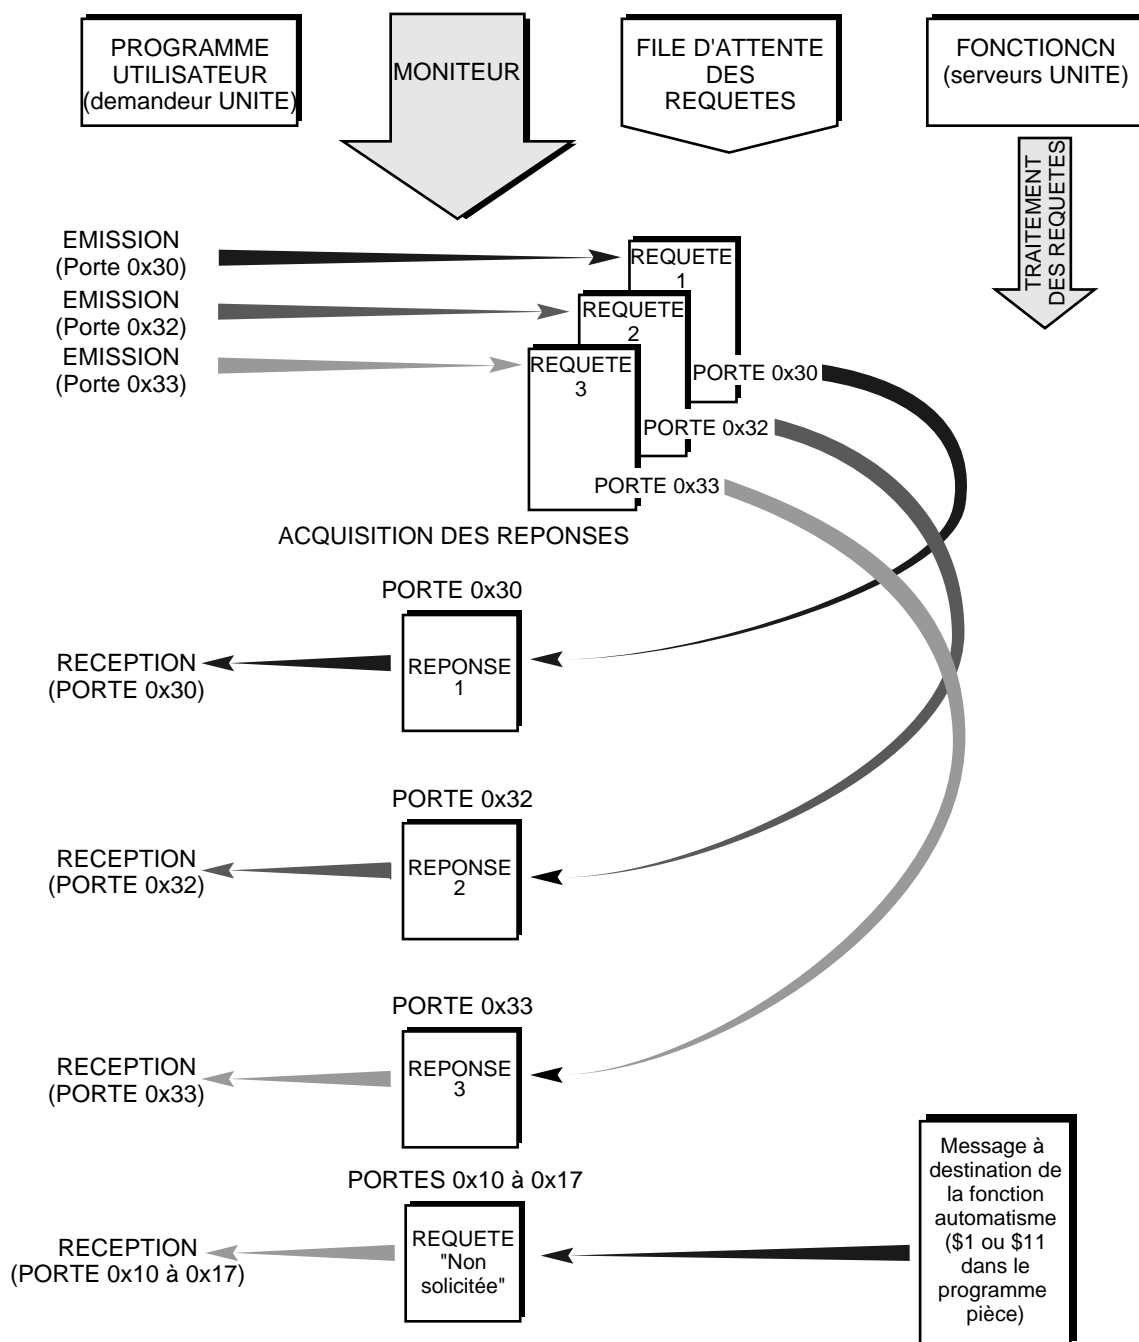 PROGRAMME
UTILISATEUR
(demandeur UNITE)
MONITEUR
FILE D'ATTENTE
DES
REQUETES
FONCTIONCN
(serveurs UNITE)
TRAITEMENT
DES REQUETES
EMISSION
(Porte 0x30)
EMISSION
(Porte 0x32)
EMISSION
(Porte 0x33)
REQUETE
1
REQUETE
2
REQUETE
3
PORTE 0x30
PORTE 0x32
PORTE 0x33
ACQUISITION DES REPONSES
PORTE 0x30
REPONSE
1
RECEPTION
(PORTE 0x30)
PORTE 0x32
REPONSE
2
RECEPTION
(PORTE 0x32)
PORTE 0x33
REPONSE
3
RECEPTION
(PORTE 0x33)
PORTES 0x10 à 0x17
REQUETE
"Non
solicitée"
RECEPTION
(PORTE 0x10 à 0x17)
Message à
destination de
la fonction
automatisme
($1 ou $11
dans le
programme
pièce)